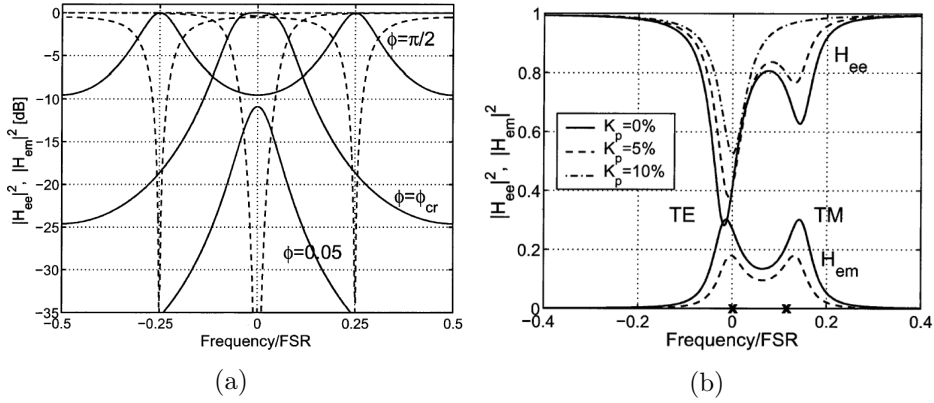 0
−5
−10
−15
−20
−25
−30
−35
|H_ee|², |H_em|² [dB]
ϕ=π/2
ϕ=ϕ_cr
ϕ=0.05
−0.5
−0.25
0
0.25
0.5
Frequency/FSR
(a)
1
0.8
0.6
0.4
0.2
0
|H_ee|², |H_em|²
H_ee
K_p=0%
K_p=5%
K_p=10%
TE
TM
H_em
−0.4
−0.2
0
0.2
0.4
Frequency/FSR
(b)